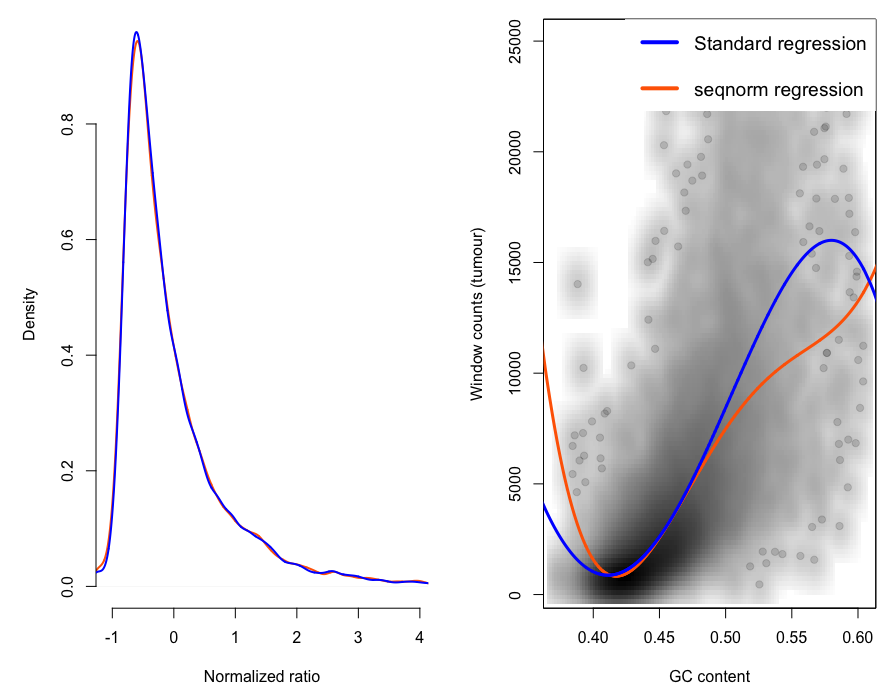 Density
0.8
0.6
0.4
0.2
0.0
-1 0 1 2 3 4
Normalized ratio
Standard regression
seqnorm regression
Window counts (tumour)
25000
20000
15000
10000
5000
0
0.40 0.45 0.50 0.55 0.60
GC content